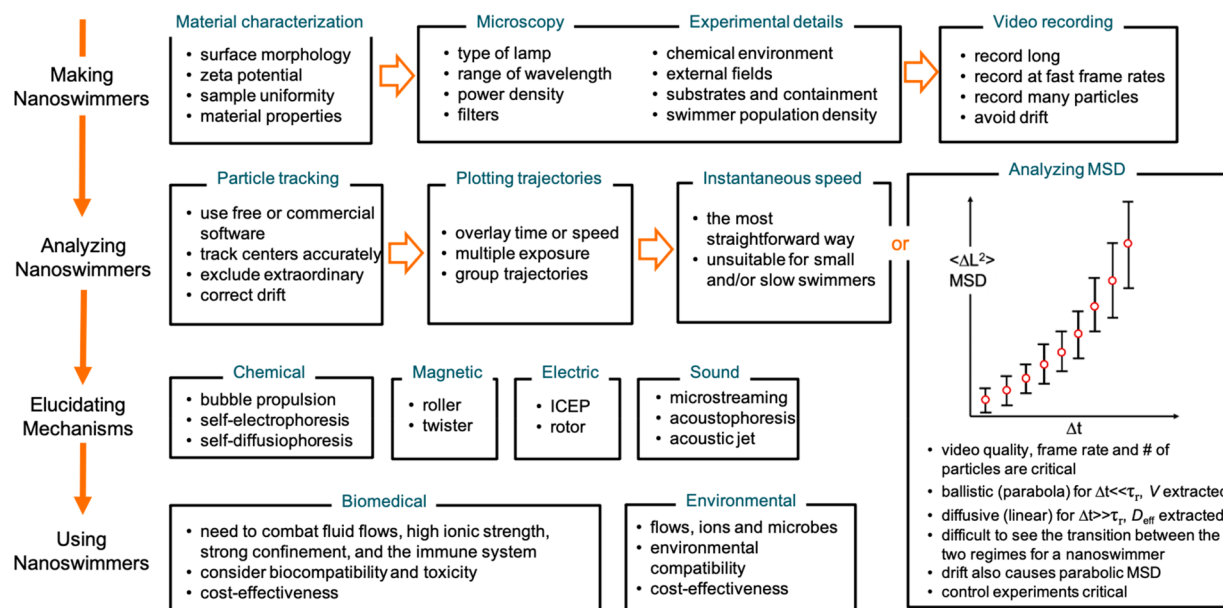 Making
Nanoswimmers
Material characterization
• surface morphology
• zeta potential
• sample uniformity
• material properties
Microscopy
• type of lamp
• range of wavelength
• power density
• filters
Experimental details
• chemical environment
• external fields
• substrates and containment
• swimmer population density
Video recording
• record long
• record at fast frame rates
• record many particles
• avoid drift
Analyzing
Nanoswimmers
Particle tracking
• use free or commercial
software
• track centers accurately
• exclude extraordinary
• correct drift
Plotting trajectories
• overlay time or speed
• multiple exposure
• group trajectories
Instantaneous speed
• the most
straightforward way
• unsuitable for small
and/or slow swimmers
or
Analyzing MSD
<ΔL²>
MSD
Δt
• video quality, frame rate and # of
particles are critical
• ballistic (parabola) for Δt<<τr, V extracted
• diffusive (linear) for Δt>>τr, Deff extracted
• difficult to see the transition between the
two regimes for a nanoswimmer
• drift also causes parabolic MSD
• control experiments critical
Elucidating
Mechanisms
Chemical
• bubble propulsion
• self-electrophoresis
• self-diffusiophoresis
Magnetic
• roller
• twister
Electric
• ICEP
• rotor
Sound
• microstreaming
• acoustophoresis
• acoustic jet
Using
Nanoswimmers
Biomedical
• need to combat fluid flows, high ionic strength,
strong confinement, and the immune system
• consider biocompatibility and toxicity
• cost-effectiveness
Environmental
• flows, ions and microbes
• environmental
compatibility
• cost-effectiveness